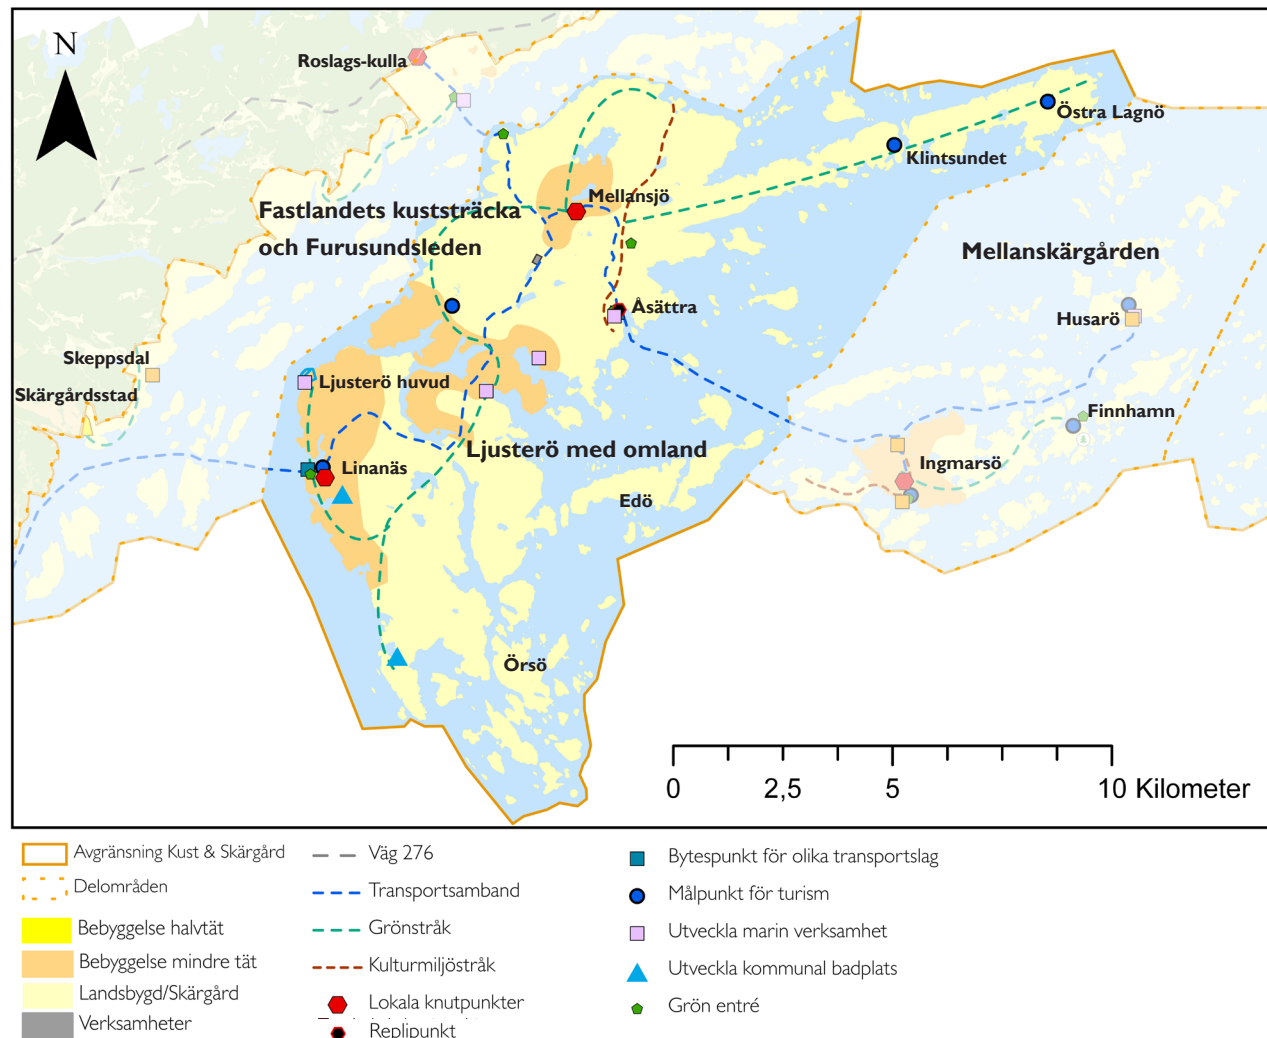 N
Roslags-kulla
Östra Lagnö
Klintsundet
Mellansjö
Fastlandets kuststräcka
och Furusundsleden
Mellanskärgården
Åsättra
Husarö
Skeppsdal
Skärgårdsstad
Ljusterö huvud
Finnhamn
Ljusterö med omland
Linanäs
Ingmarsö
Edö
Örsö
0 2,5 5 10 Kilometer
Avgränsning Kust & Skärgård
Delområden
Bebyggelse halvtät
Bebyggelse mindre tät
Landsbygd/Skärgård
Verksamheter
Väg 276
Transportsamband
Grönstråk
Kulturmiljöstråk
Lokala knutpunkter
Replipunkt
Bytespunkt för olika transportslag
Målpunkt för turism
Utveckla marin verksamhet
Utveckla kommunal badplats
Grön entré